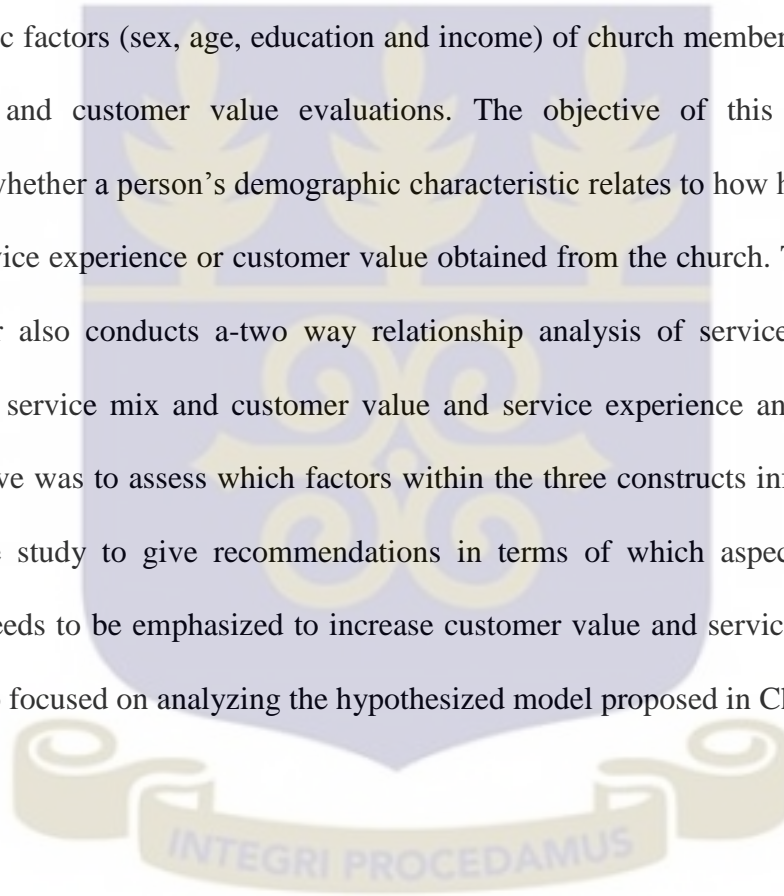 c factors (sex, age, education and income) of church member
and customer value evaluations. The objective of this
whether a person’s demographic characteristic relates to how h
vice experience or customer value obtained from the church. T
r also conducts a-two way relationship analysis of service
service mix and customer value and service experience an
ve was to assess which factors within the three constructs inf
e study to give recommendations in terms of which aspec
eeds to be emphasized to increase customer value and servic
focused on analyzing the hypothesized model proposed in Cl
INTEGRI PROCEDAMUS